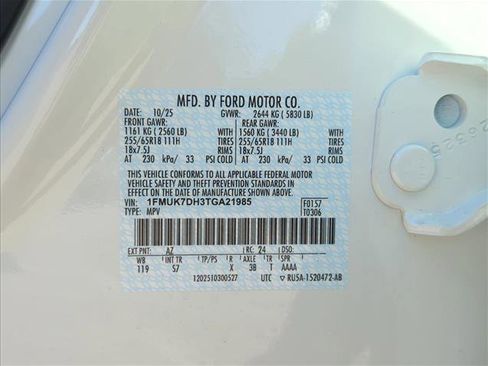 MFD. BY FORD MOTOR CO.
DATE: 10/25 GVWR: 2644 KG ( 5830 LB)
FRONT GAWR: REAR GAWR:
1161 KG ( 2560 LB) WITH 1560 KG ( 3440 LB) WITH
255/65R18 111H TIRES 255/65R18 111H TIRES
18x7.5J RIMS 18x7.5J RIMS
AT 230 kPa/ 33 PSI COLD AT 230 kPa/ 33 PSI COLD
THIS VEHICLE CONFORMS TO ALL APPLICABLE FEDERAL MOTOR
VEHICLE SAFETY AND THEFT PREVENTION STANDARDS IN EFFECT
ON THE DATE OF MANUFACTURE SHOWN ABOVE.
VIN: 1FMUK7DH3TGA21985 F0157
TYPE: MPV T0306
EXT PNT: AZ RC: 24 DSO:
WB INT TR TP/PS R AXLE TR SPR
119 S7 X 3B T AAAA
1202510300527 UTC ▽ RU5A-1520472-AB